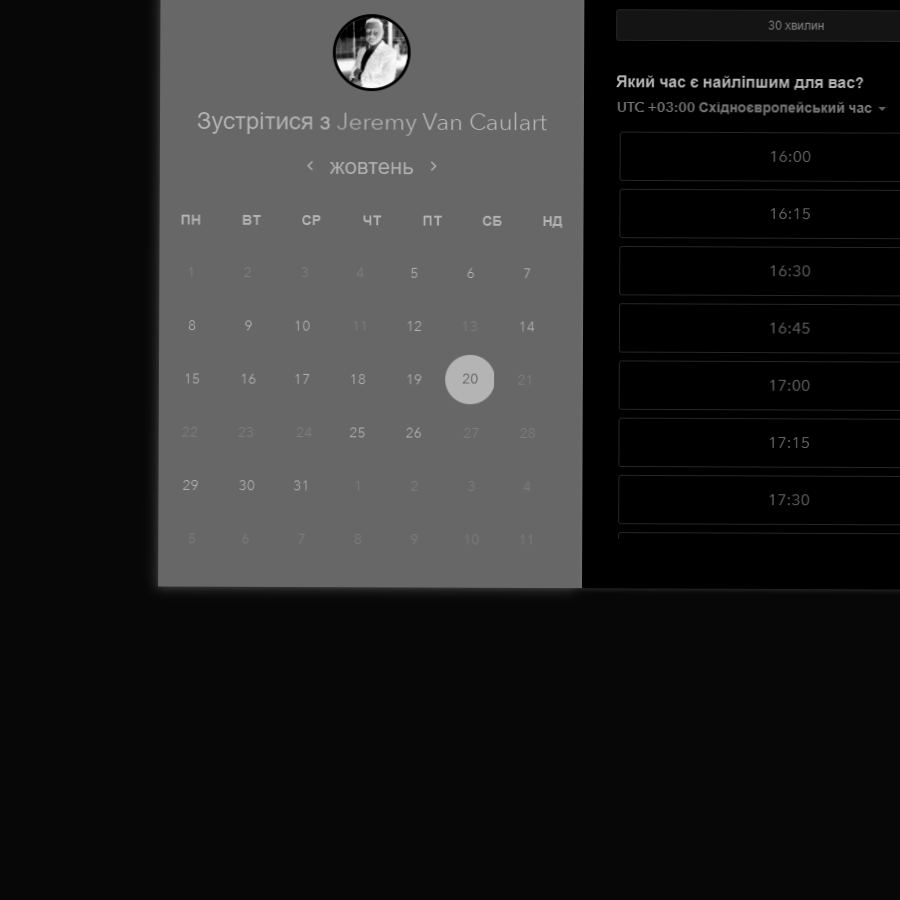 Зустрітися з Jeremy Van Caulart
жовтень
ПН ВТ СР ЧТ ПТ СБ НД
1 2 3 4 5 6 7
8 9 10 11 12 13 14
15 16 17 18 19 20 21
22 23 24 25 26 27 28
29 30 31 1 2 3 4
5 6 7 8 9 10 11
30 хвилин
Який час є найліпшим для вас?
UTC +03:00 Східноєвропейський час
16:00
16:15
16:30
16:45
17:00
17:15
17:30